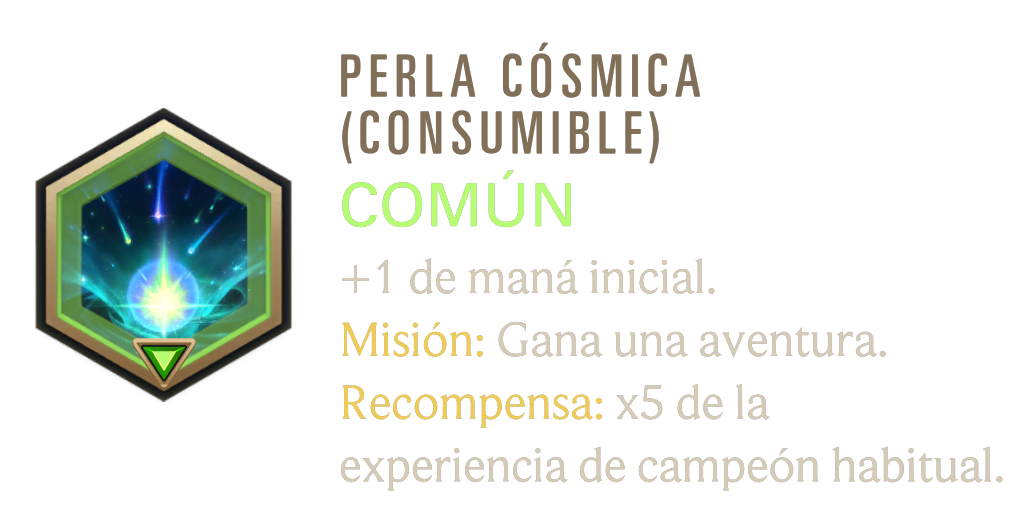 PERLA CÓSMICA
(CONSUMIBLE)
COMÚN
+1 de maná inicial.
Misión: Gana una aventura.
Recompensa: x5 de la
experiencia de campeón habitual.